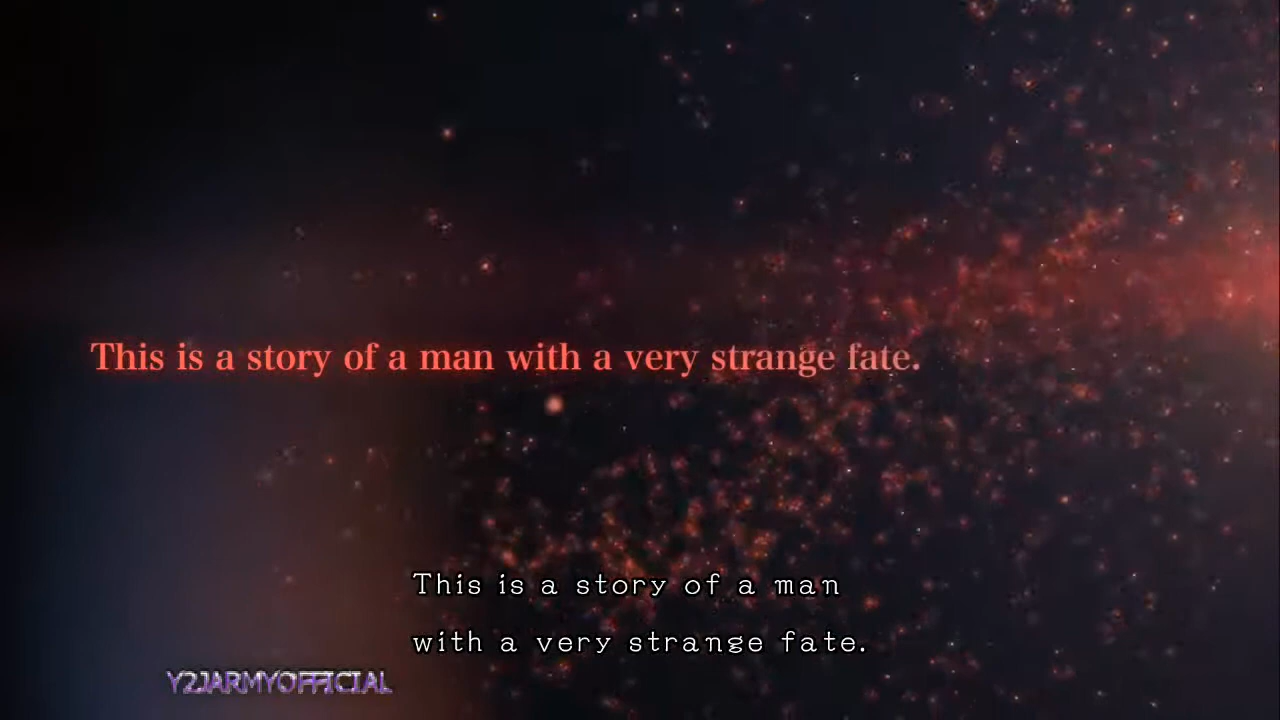 This is a story of a man with a very strange fate.
This is a story of a man
with a very strange fate.
Y2JARMYOFFICIAL